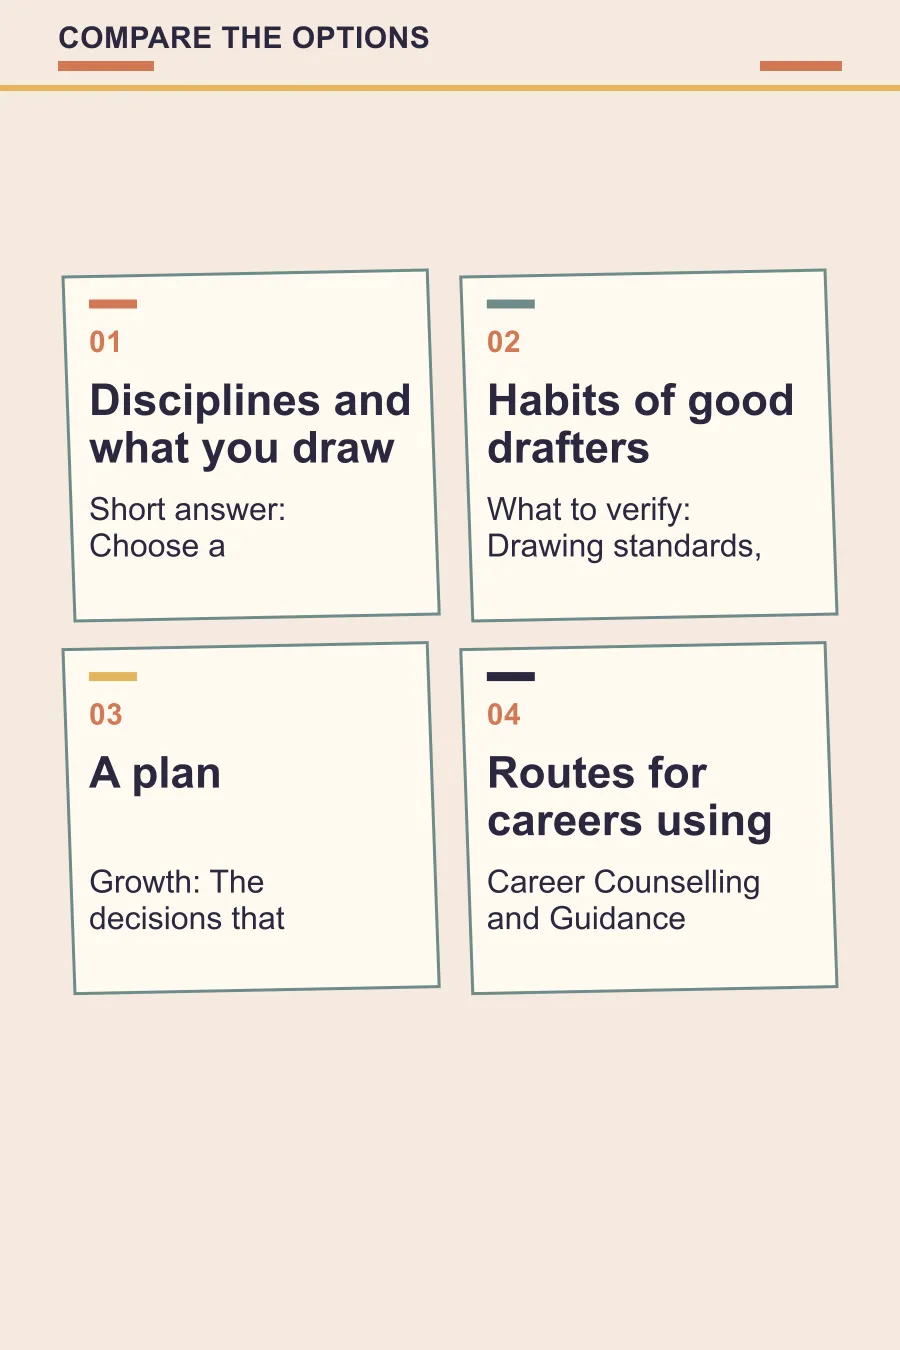 COMPARE THE OPTIONS
01
Disciplines and
what you draw
Short answer:
Choose a
02
Habits of good
drafters
What to verify:
Drawing standards,
03
A plan
Growth: The
decisions that
04
Routes for
careers using
Career Counselling
and Guidance